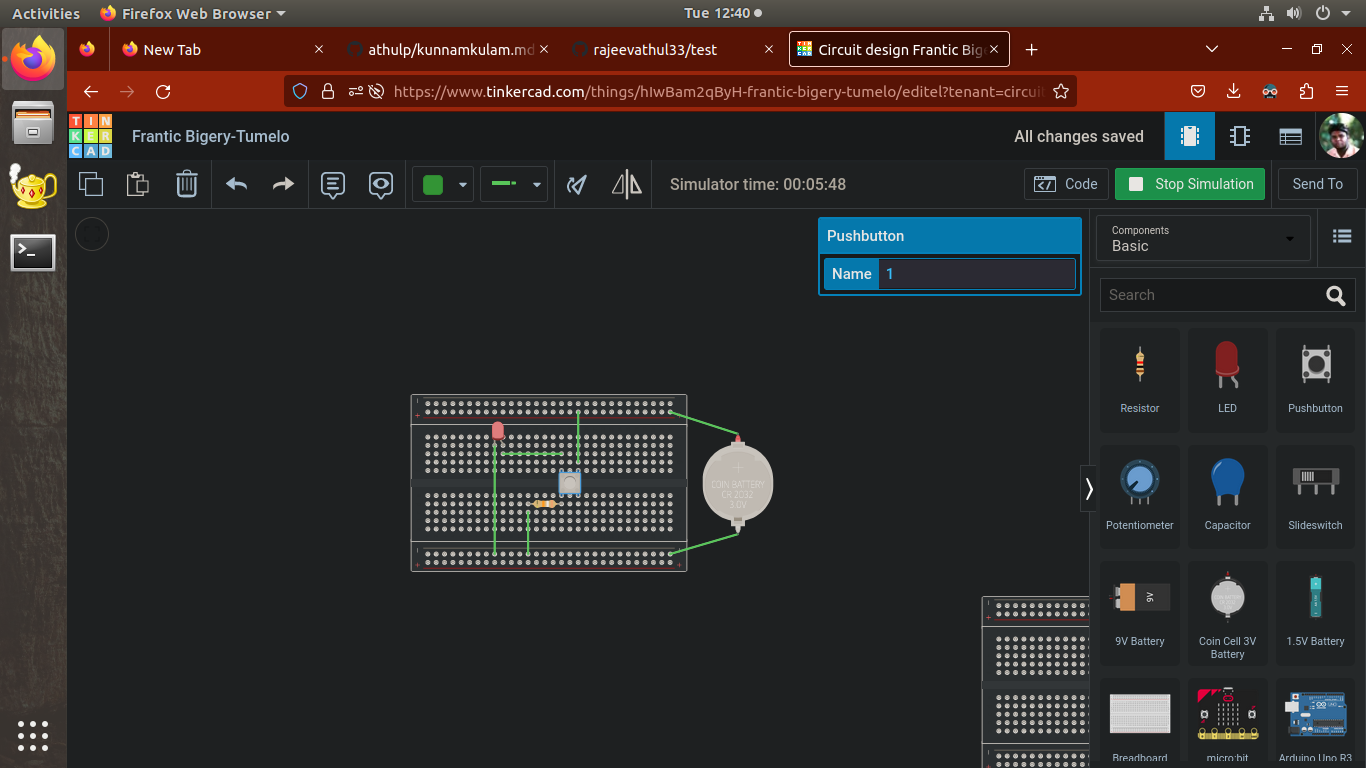 Activities Firefox Web Browser Tue 12:40
New Tab athulp/kunnamkulam.md rajeevathul33/test Circuit design Frantic Big
https://www.tinkercad.com/things/hIwBam2qByH-frantic-bigery-tumelo/editel?tenant=circui
TIN
KER
CAD
Frantic Bigery-Tumelo
All changes saved
Simulator time: 00:05:48
Code
Stop Simulation
Send To
Pushbutton
Name 1
Components
Basic
Search
Resistor LED Pushbutton
Potentiometer Capacitor Slideswitch
9V
9V Battery Coin Cell 3V
Battery 1.5V Battery
Breadboard micro:bit Arduino Uno R3
COIN BATTERY
CR 2032
3.0V